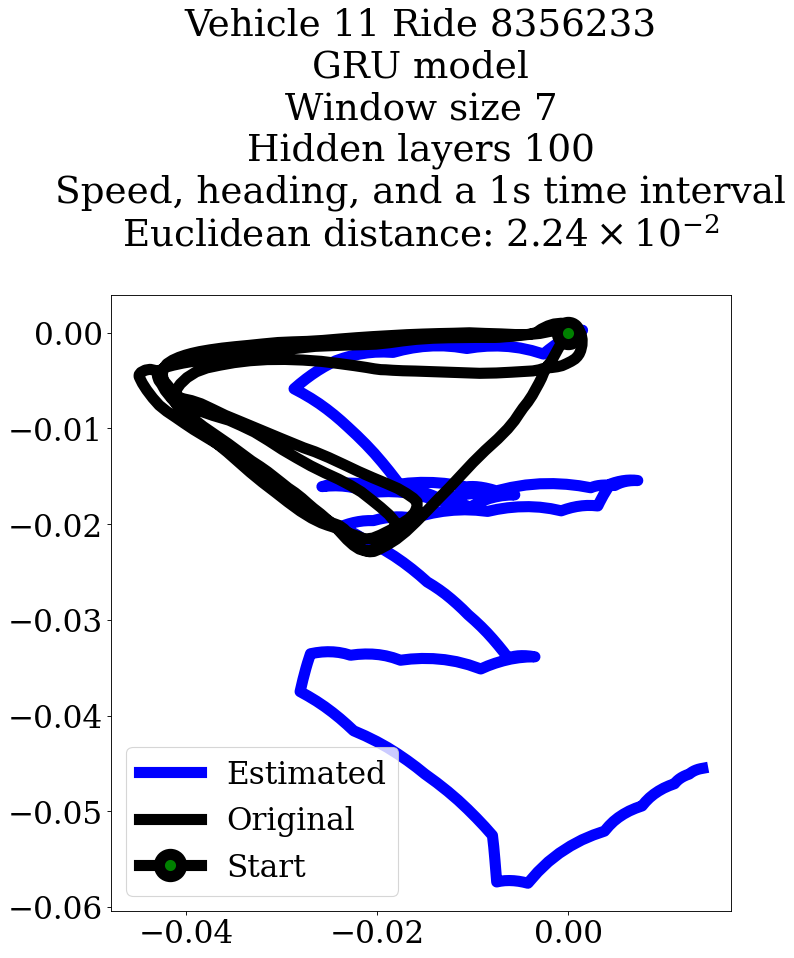 Vehicle 11 Ride 8356233
GRU model
Window size 7
Hidden layers 100
Speed, heading, and a 1s time interval
Euclidean distance: 2.24 × 10⁻²
0.00
−0.01
−0.02
−0.03
−0.04
−0.05
−0.06
Estimated
Original
Start
−0.04
−0.02
0.00